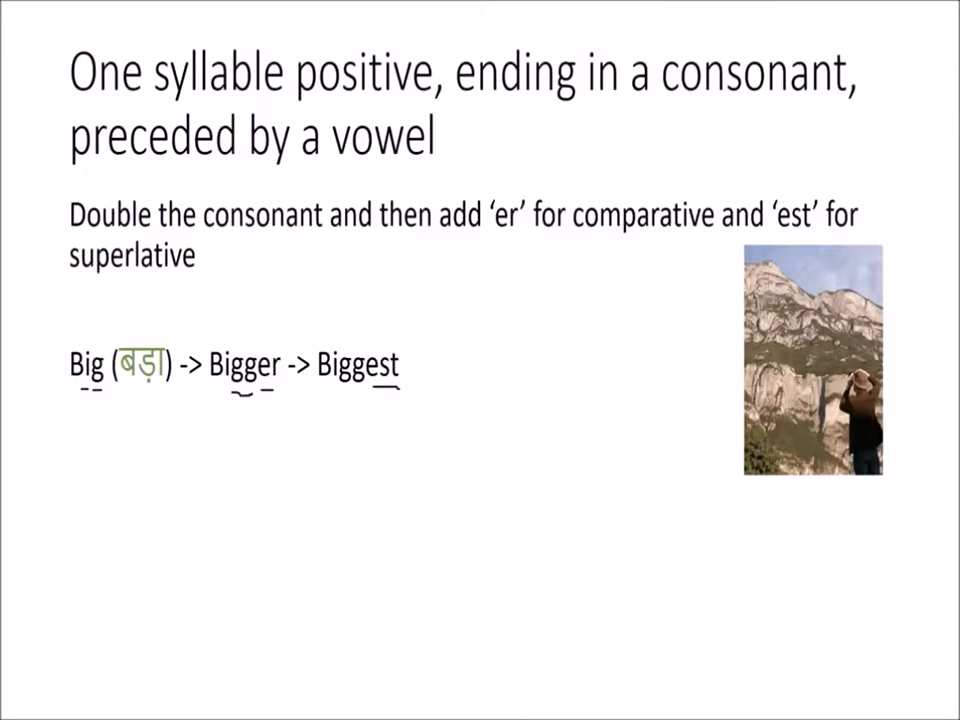 One syllable positive, ending in a consonant,
preceded by a vowel
Double the consonant and then add ‘er’ for comparative and ‘est’ for
superlative
Big (बड़ा) -> Bigger -> Biggest